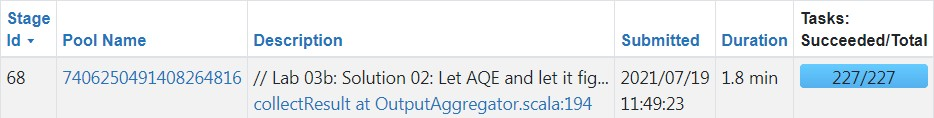 Stage Id
Pool Name
Description
Submitted
Duration
Tasks: Succeeded/Total
68
7406250491408264816
// Lab 03b: Solution 02: Let AQE and let it fig...
collectResult at OutputAggregator.scala:194
2021/07/19
11:49:23
1.8 min
227/227